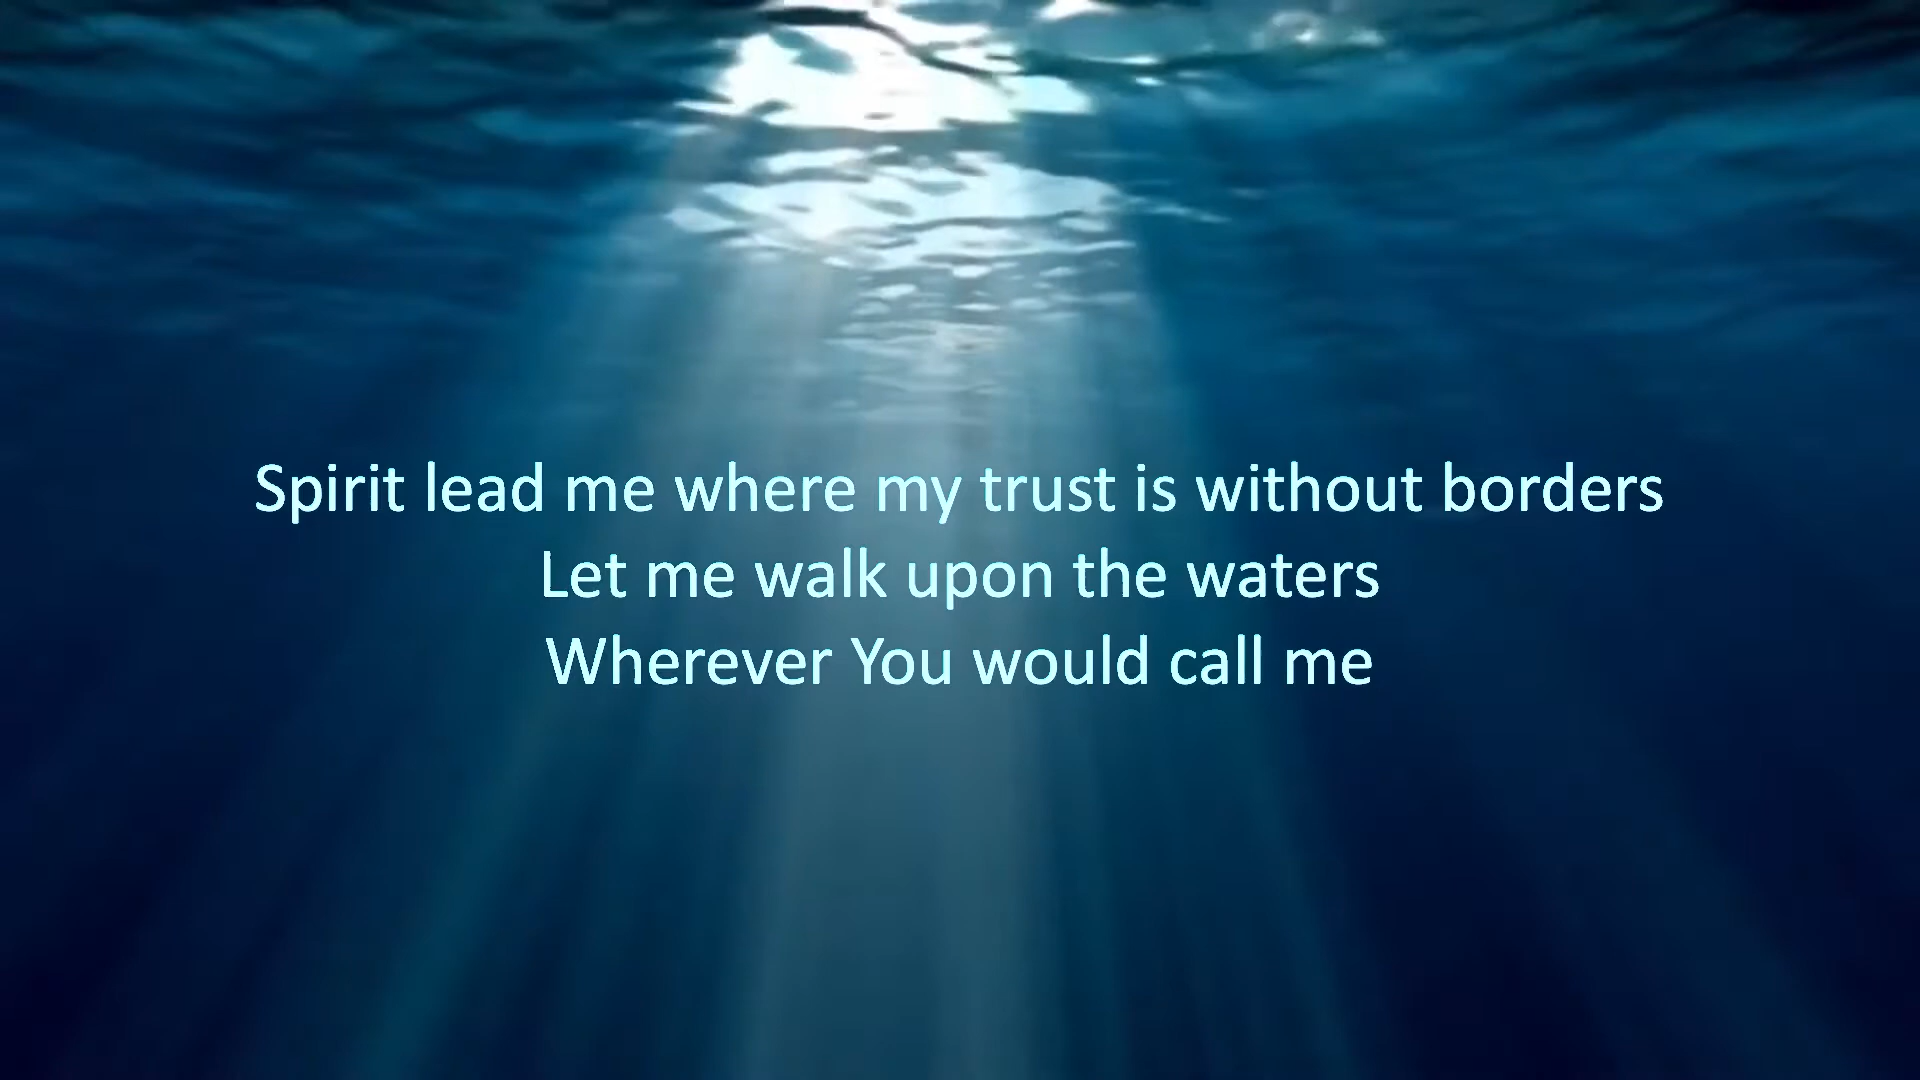 Spirit lead me where my trust is without borders
Let me walk upon the waters
Wherever You would call me